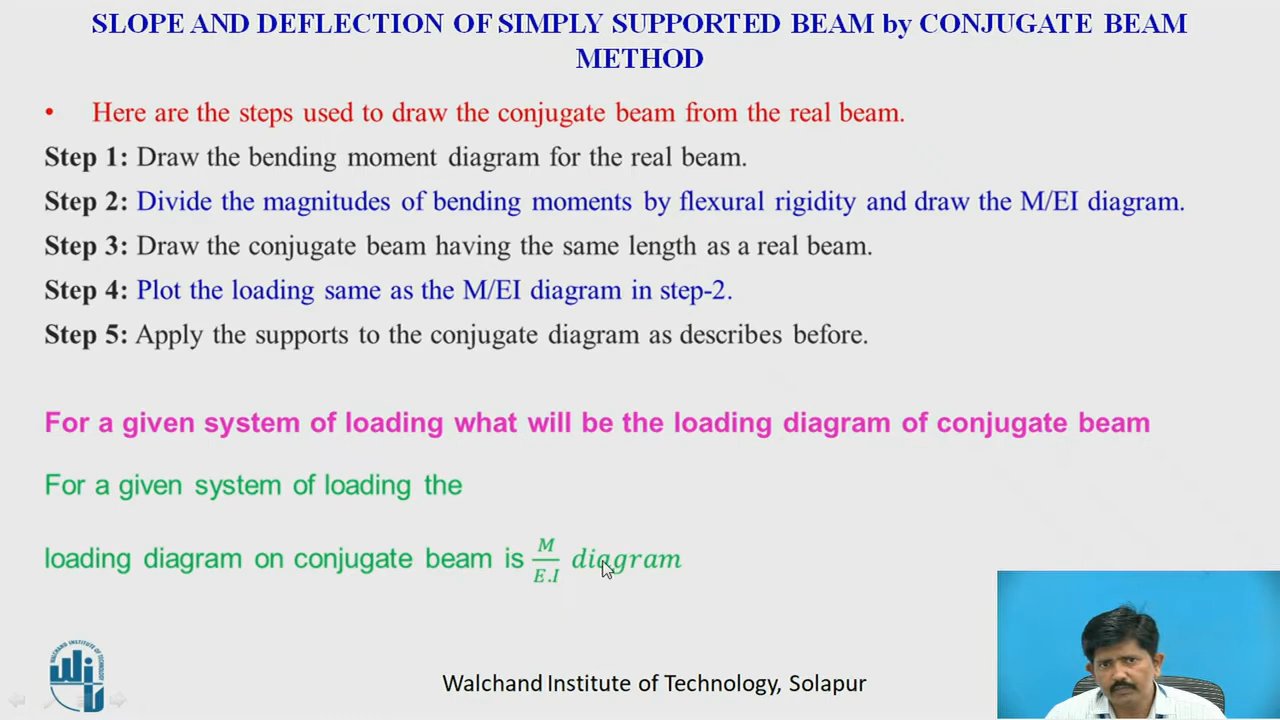 SLOPE AND DEFLECTION OF SIMPLY SUPPORTED BEAM by CONJUGATE BEAM
METHOD
• Here are the steps used to draw the conjugate beam from the real beam.
Step 1: Draw the bending moment diagram for the real beam.
Step 2: Divide the magnitudes of bending moments by flexural rigidity and draw the M/EI diagram.
Step 3: Draw the conjugate beam having the same length as a real beam.
Step 4: Plot the loading same as the M/EI diagram in step-2.
Step 5: Apply the supports to the conjugate diagram as describes before.
For a given system of loading what will be the loading diagram of conjugate beam
For a given system of loading the
loading diagram on conjugate beam is M/E.I diagram
WALCHAND INSTITUTE OF TECHNOLOGY
WIT
Walchand Institute of Technology, Solapur